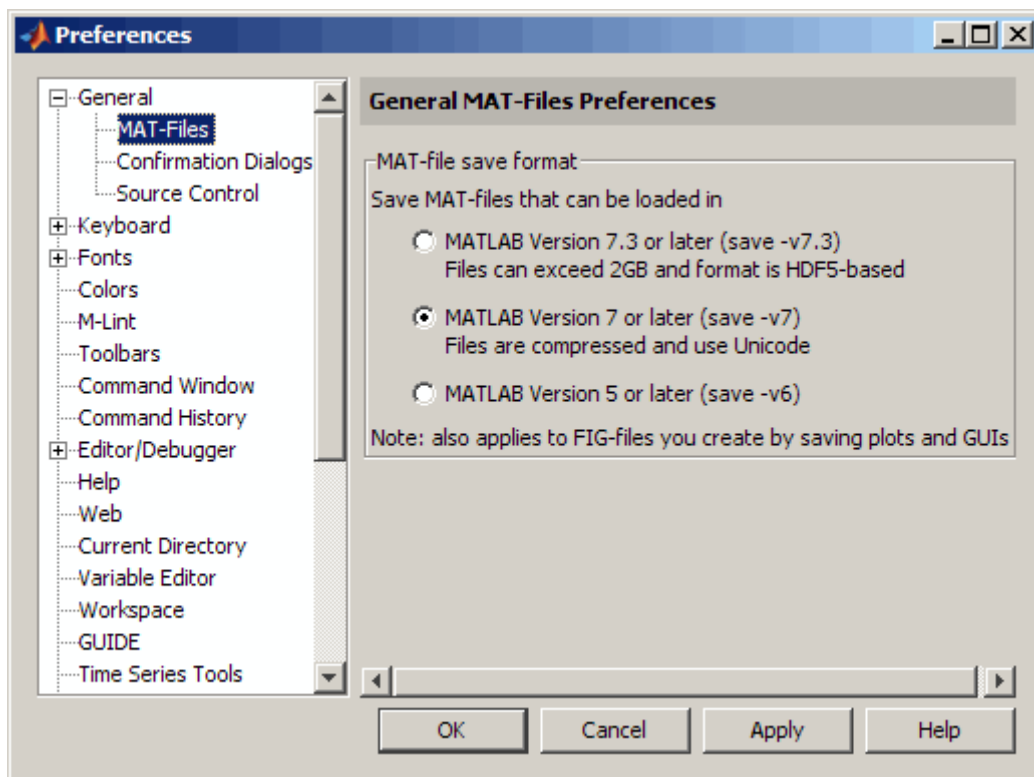 Preferences
General
MAT-Files
Confirmation Dialogs
Source Control
Keyboard
Fonts
Colors
M-Lint
Toolbars
Command Window
Command History
Editor/Debugger
Help
Web
Current Directory
Variable Editor
Workspace
GUIDE
Time Series Tools
General MAT-Files Preferences
MAT-file save format
Save MAT-files that can be loaded in
MATLAB Version 7.3 or later (save -v7.3)
Files can exceed 2GB and format is HDF5-based
MATLAB Version 7 or later (save -v7)
Files are compressed and use Unicode
MATLAB Version 5 or later (save -v6)
Note: also applies to FIG-files you create by saving plots and GUIs
OK
Cancel
Apply
Help